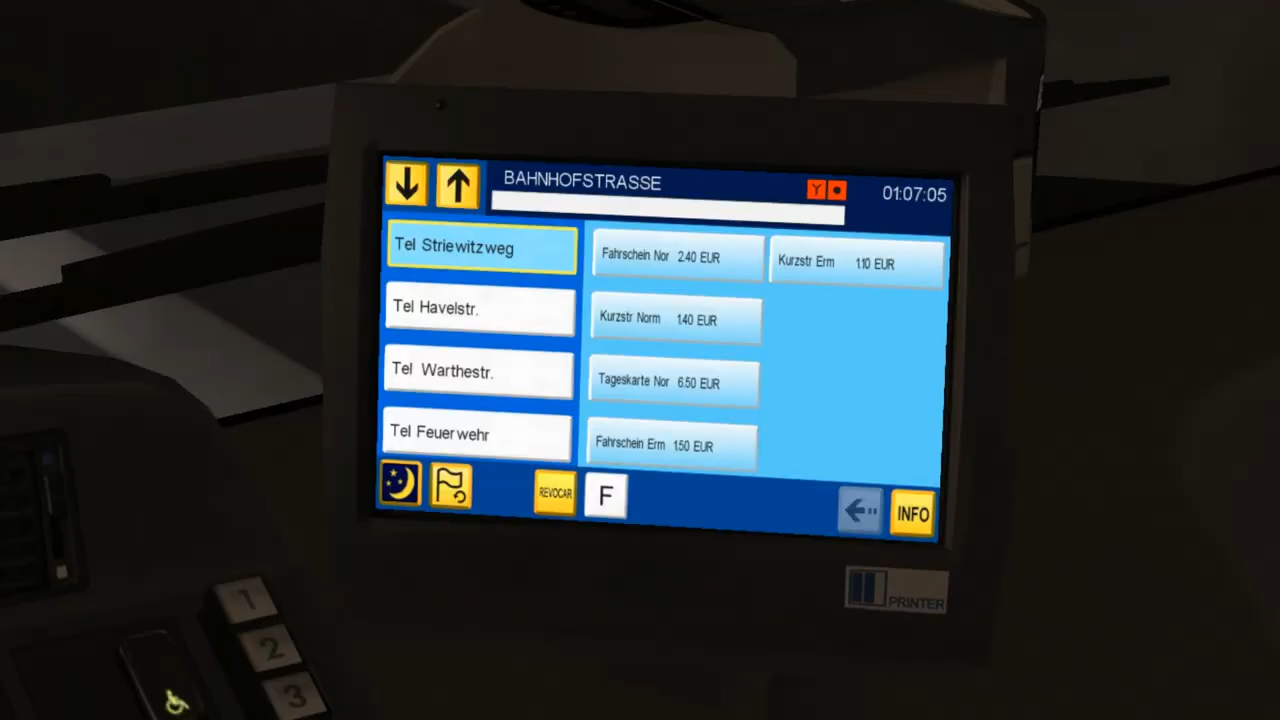 BAHNHOFSTRASSE
Y
01:07:05
Tel Striewitzweg
Tel Havelstr.
Tel Warthestr.
Tel Feuerwehr
Fahrschein Nor 2.40 EUR
Kurzstr Erm 1.10 EUR
Kurzstr Norm 1.40 EUR
Tageskarte Nor 6.50 EUR
Fahrschein Erm 1.50 EUR
REVOCAR
F
INFO
PRINTER
1
2
3